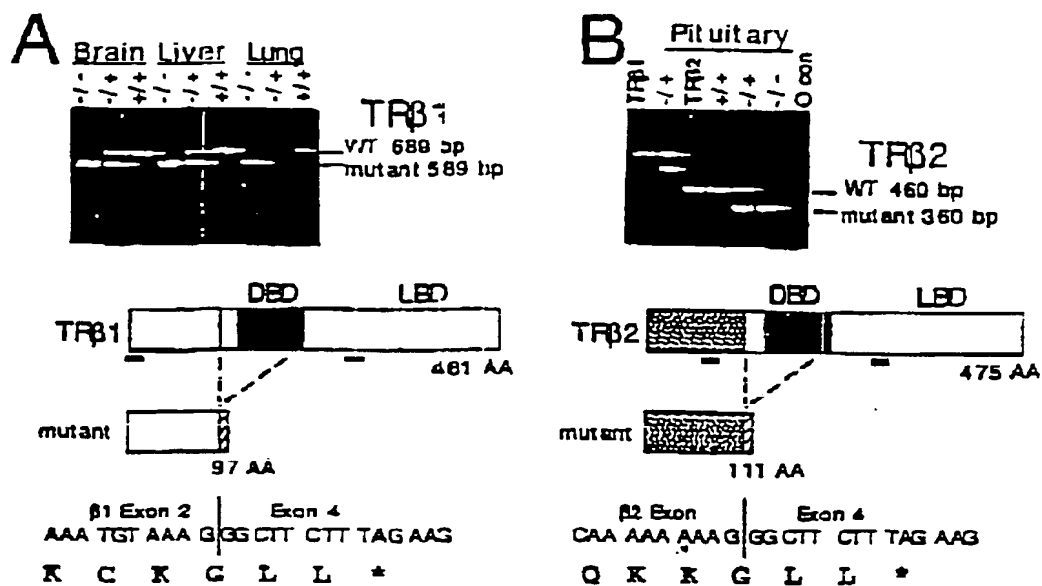 A
Brain Liver Lung
-/- -/+ +/+ -/- -/+ +/+ -/- -/+ +/+
TRβ1
WT 689 bp
mutant 589 bp
DBD LBD
TRβ1
481 AA
mutant
97 AA
β1 Exon 2 Exon 4
AAA TGT AAA G GG CTT CTT TAG AAG
K C K G L L *
B
Pituitary
TRβ1 -/+ TRβ2 +/+ -/+ -/- O con
TRβ2
WT 460 bp
mutant 360 bp
DBD LBD
TRβ2
475 AA
mutant
111 AA
β2 Exon Exon 4
CAA AAA AAA G GG CTT CTT TAG AAG
Q K K G L L *